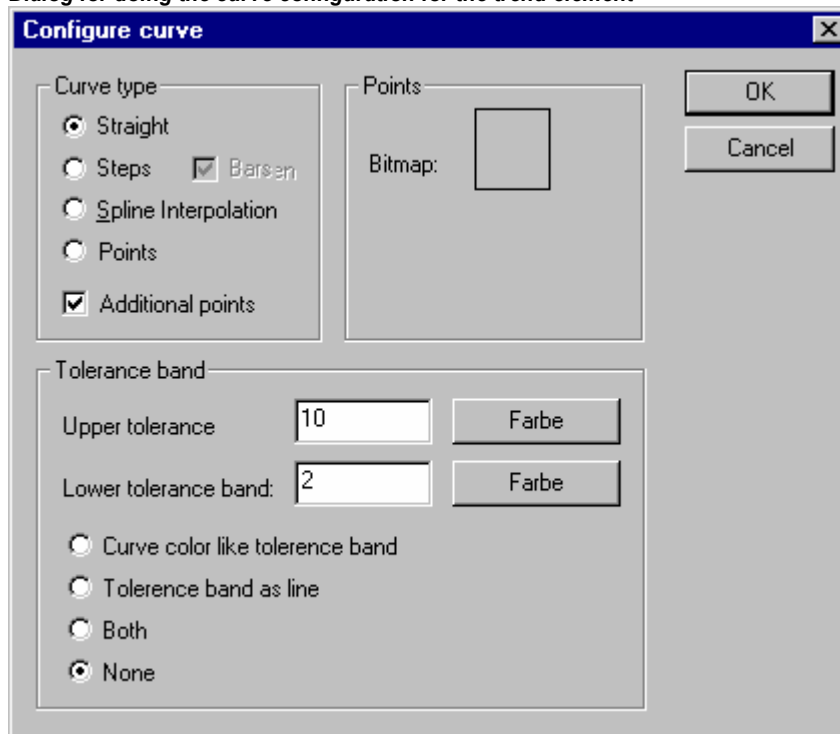 Dialog for doing the curve configuration for the trend element
Configure curve
Curve type
Straight
Steps
Barsen
Spline Interpolation
Points
Additional points
Points
Bitmap:
OK
Cancel
Tolerance band
Upper tolerance
10
Farbe
Lower tolerance band:
2
Farbe
Curve color like tolerence band
Tolerence band as line
Both
None